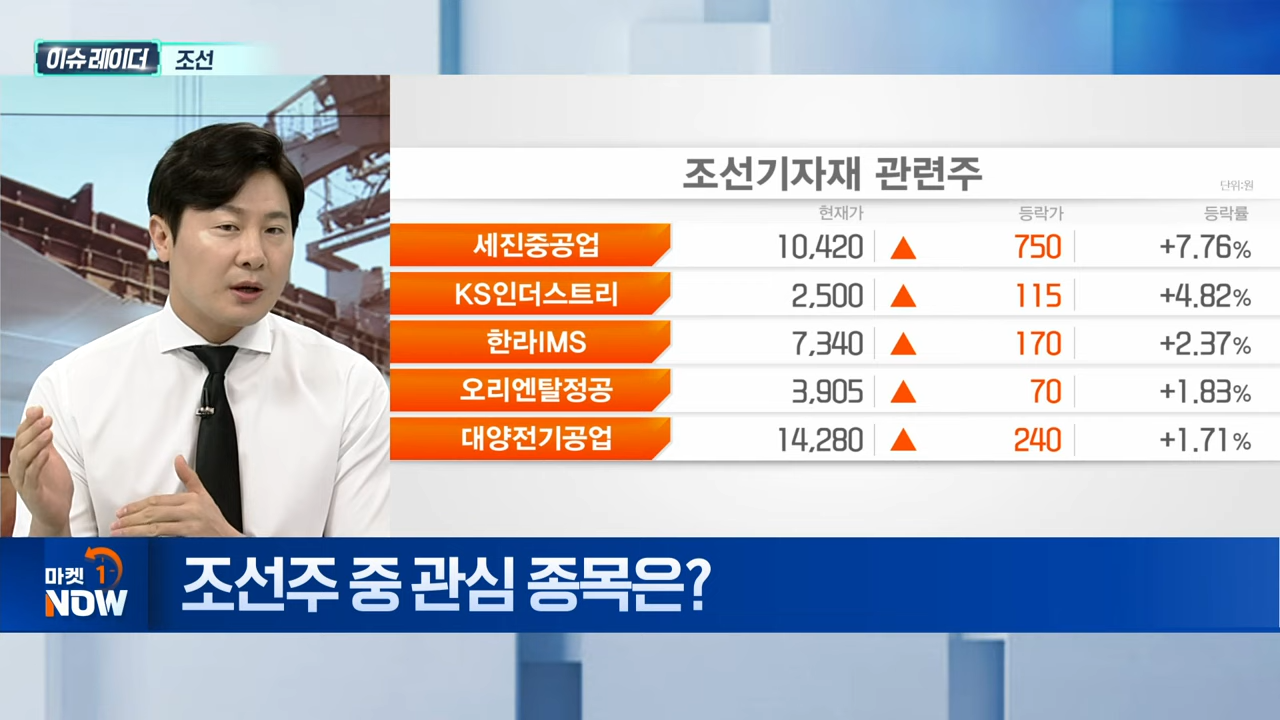 이슈 레이더 조선
조선기자재 관련주
단위:원
현재가 등락가 등락률
세진중공업 10,420 ▲ 750 +7.76%
KS인더스트리 2,500 ▲ 115 +4.82%
한라IMS 7,340 ▲ 170 +2.37%
오리엔탈정공 3,905 ▲ 70 +1.83%
대양전기공업 14,280 ▲ 240 +1.71%
마켓 1
NOW
조선주 중 관심 종목은?